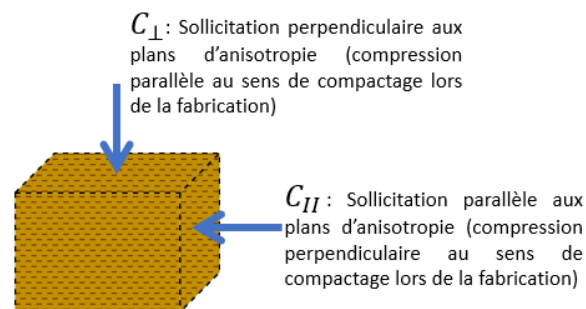 C⊥: Sollicitation perpendiculaire aux
plans d’anisotropie (compression
parallèle au sens de compactage lors
de la fabrication)
CII : Sollicitation parallèle aux
plans d’anisotropie (compression
perpendiculaire au sens de
compactage lors de la fabrication)